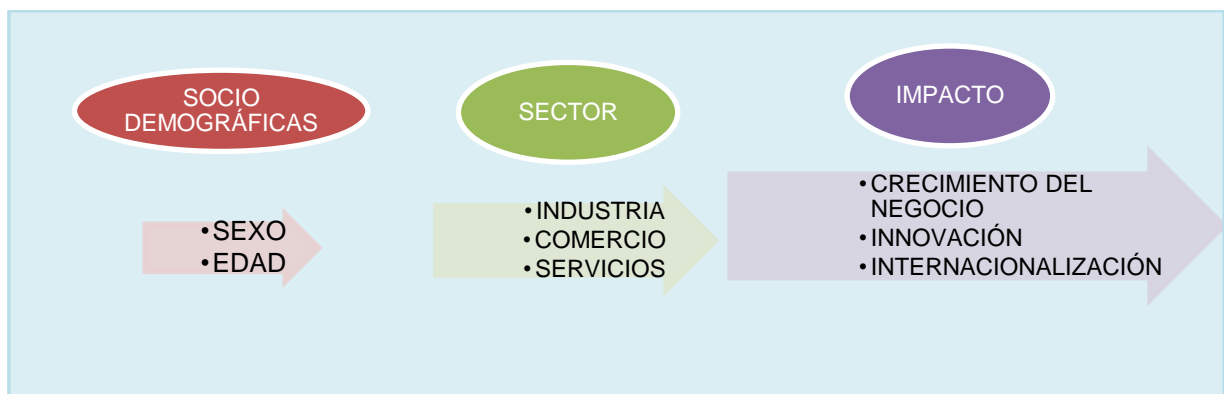 SOCIO
DEMOGRÁFICAS
•SEXO
•EDAD
SECTOR
•INDUSTRIA
•COMERCIO
•SERVICIOS
IMPACTO
•CRECIMIENTO DEL
NEGOCIO
•INNOVACIÓN
•INTERNACIONALIZACIÓN